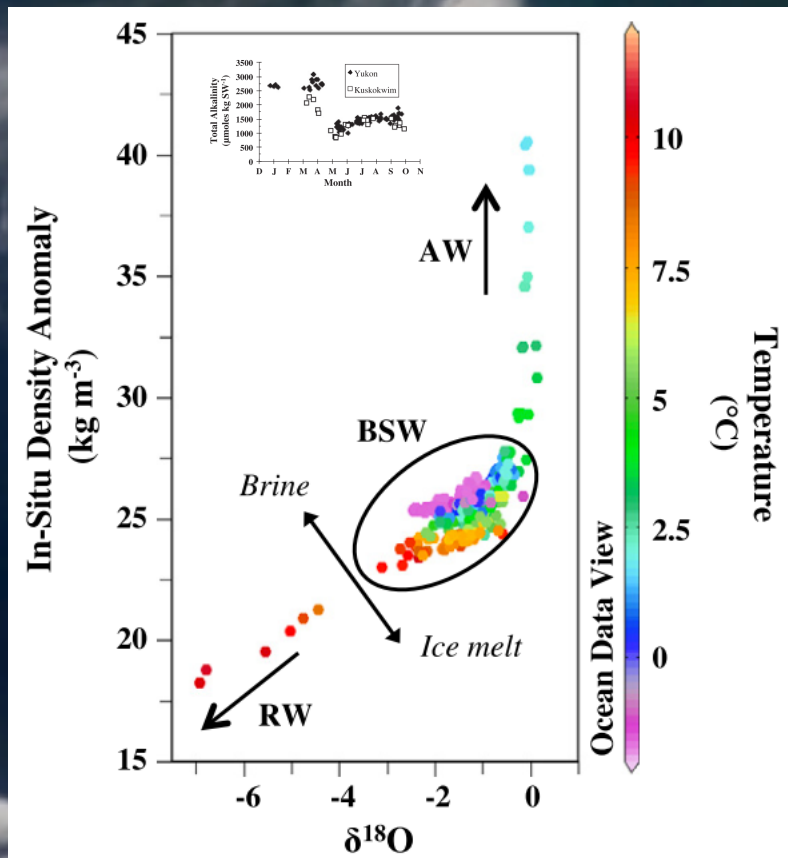 45
40
35
30
25
20
15
In-Situ Density Anomaly
(kg m-3)
3500
3000
2500
2000
1500
1000
500
0
Total Alkalinity
(µmoles kg SW-1)
Yukon
Kuskokwim
D J F M A M J J A S O N
Month
AW
BSW
Brine
Ice melt
RW
-6 -4 -2 0
δ18O
Ocean Data View
10
7.5
5
2.5
0
Temperature
(°C)